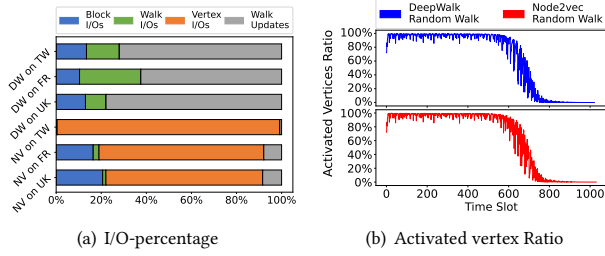 Block I/Os
Walk I/Os
Vertex I/Os
Walk Updates
DW on TW
DW on FR
DW on UK
NV on TW
NV on FR
NV on UK
0% 20% 40% 60% 80% 100%
(a) I/O-percentage
DeepWalk Random Walk
Node2vec Random Walk
Activated Vertices Ratio
100%
80%
60%
40%
20%
0%
100%
80%
60%
40%
20%
0%
0 200 400 600 800 1000
Time Slot
(b) Activated vertex Ratio